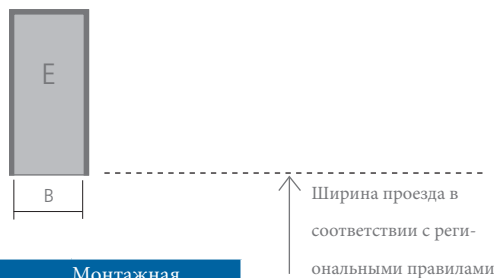 E
B
Ширина проезда в
соответствии с реги-
ональными правилами
Монтажная